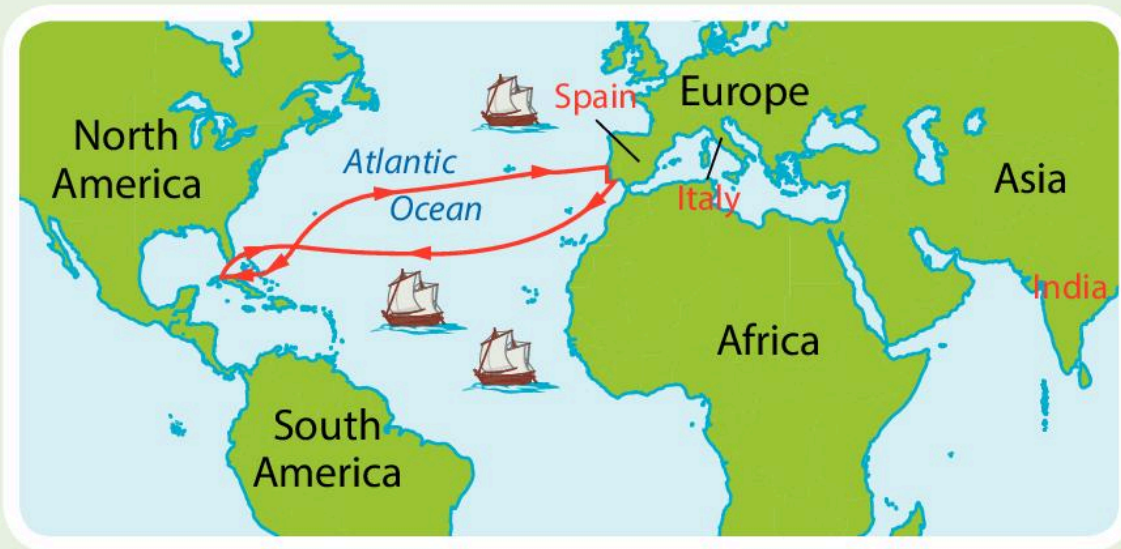 North
America
Atlantic
Ocean
Spain
Europe
Italy
Asia
India
Africa
South
America